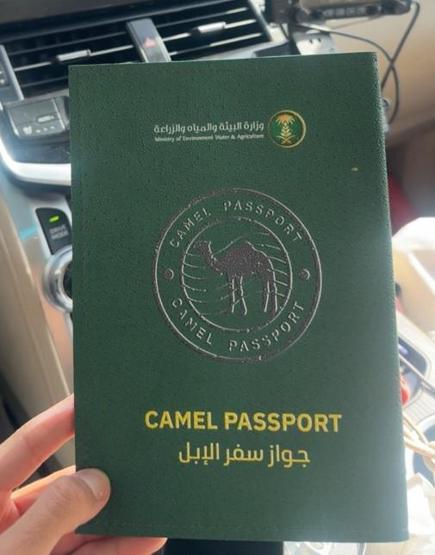 وزارة البيئة والمياه والزراعة
Ministry of Environment Water & Agriculture
CAMEL PASSPORT
CAMEL PASSPORT
CAMEL PASSPORT
جواز سفر الإبل